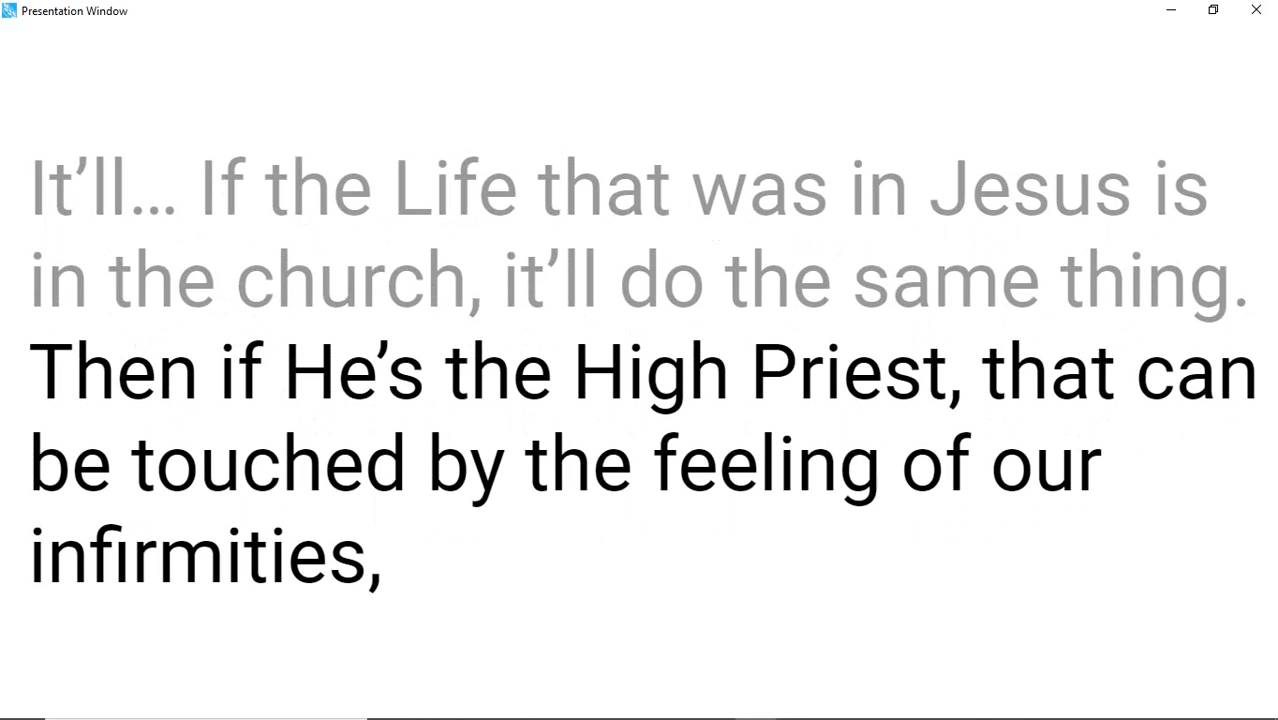 Presentation Window
It’ll... If the Life that was in Jesus is
in the church, it’ll do the same thing.
Then if He’s the High Priest, that can
be touched by the feeling of our
infirmities,